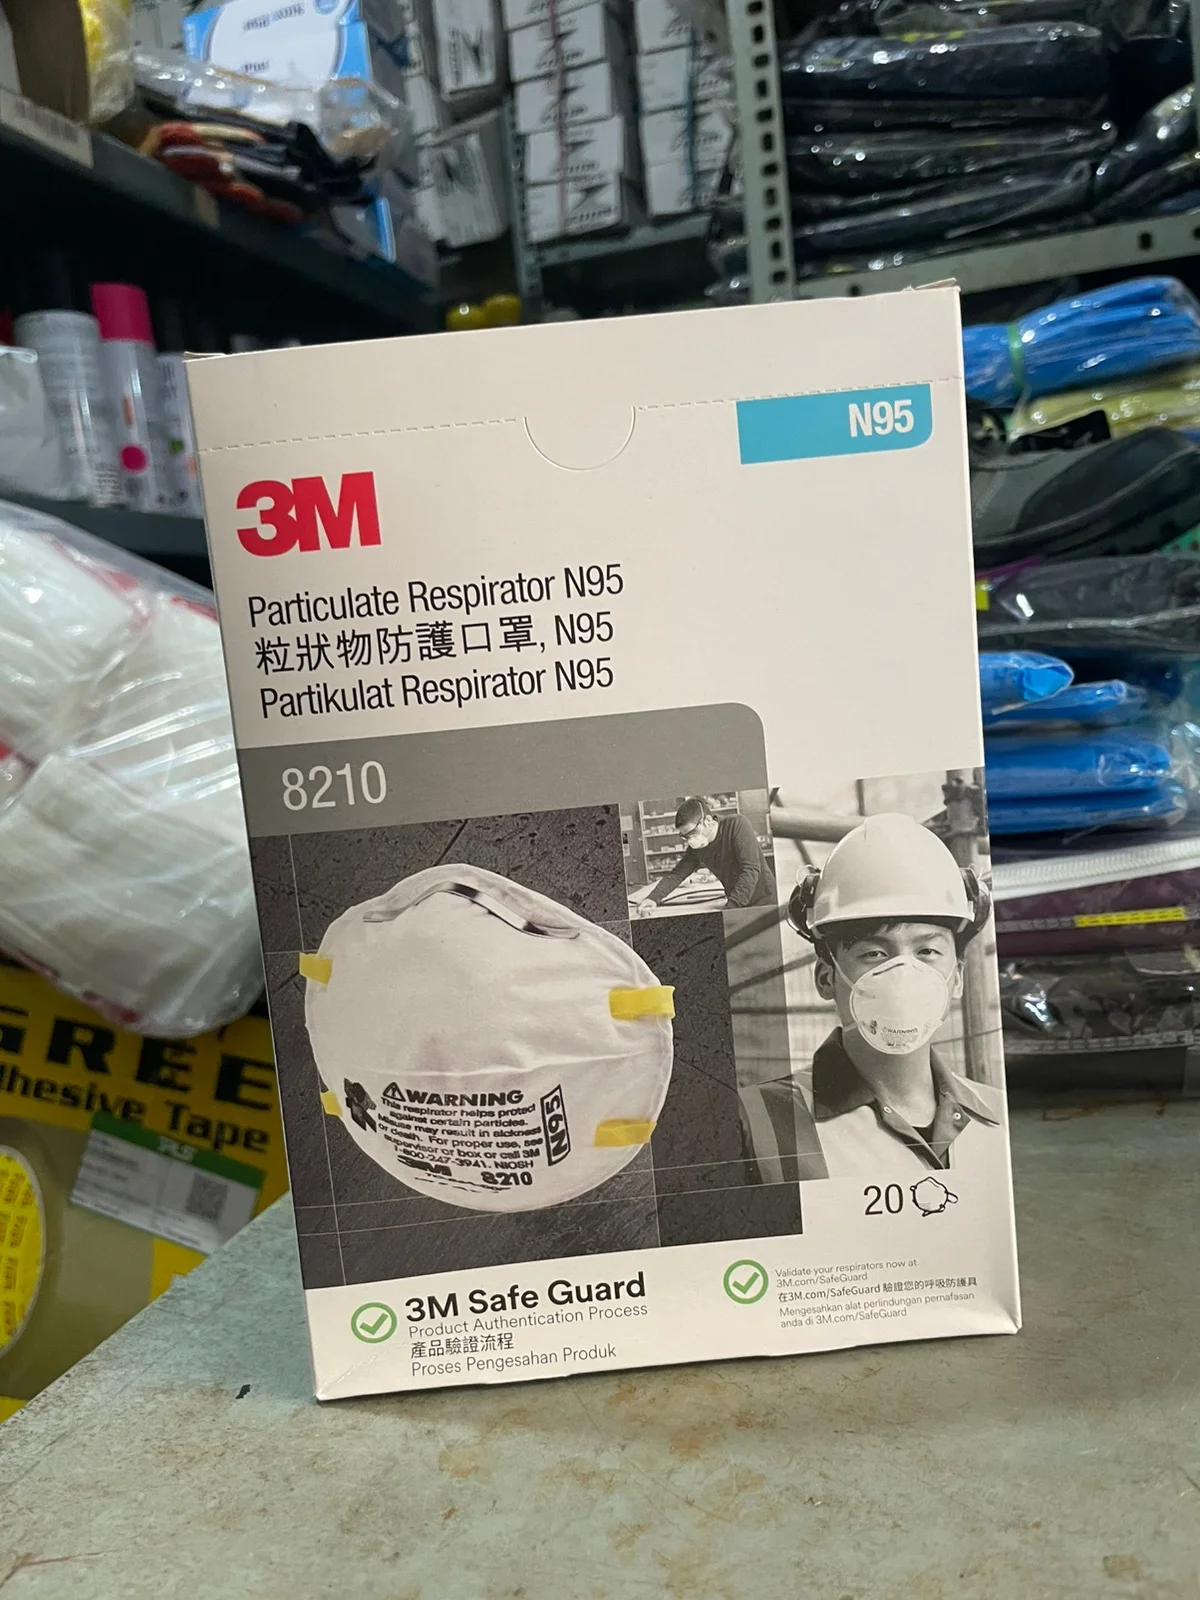 N95
3M
Particulate Respirator N95
粒狀物防護口罩, N95
Partikulat Respirator N95
8210
WARNING
This respirator helps protect
against certain particles.
Misuse may result in sickness
or death. For proper use, see
supervisor or box or call 3M
1-800-247-3941. NIOSH
3M 8210
N95
WARNING
20
3M Safe Guard
Product Authentication Process
產品驗證流程
Proses Pengesahan Produk
Validate your respirators now at
3M.com/SafeGuard
在3M.com/SafeGuard 驗證您的呼吸防護具
Mengesahkan alat perlindungan pernafasan
anda di 3M.com/SafeGuard
GREE
dhesive Tape